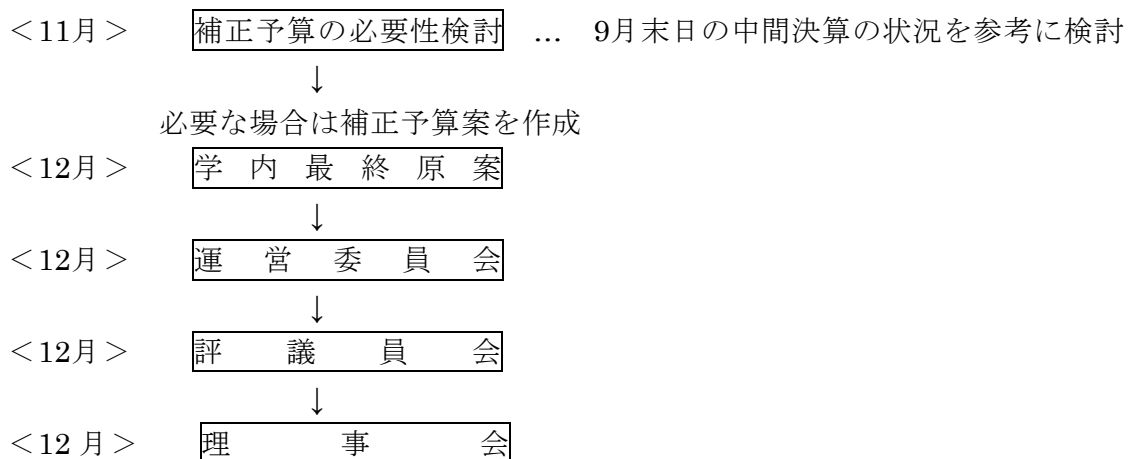 ＜11月＞　補正予算の必要性検討　…　9月末日の中間決算の状況を参考に検討
↓
必要な場合は補正予算案を作成
＜12月＞　学内最終原案
↓
＜12月＞　運営委員会
↓
＜12月＞　評議員会
↓
＜12月＞　理事会